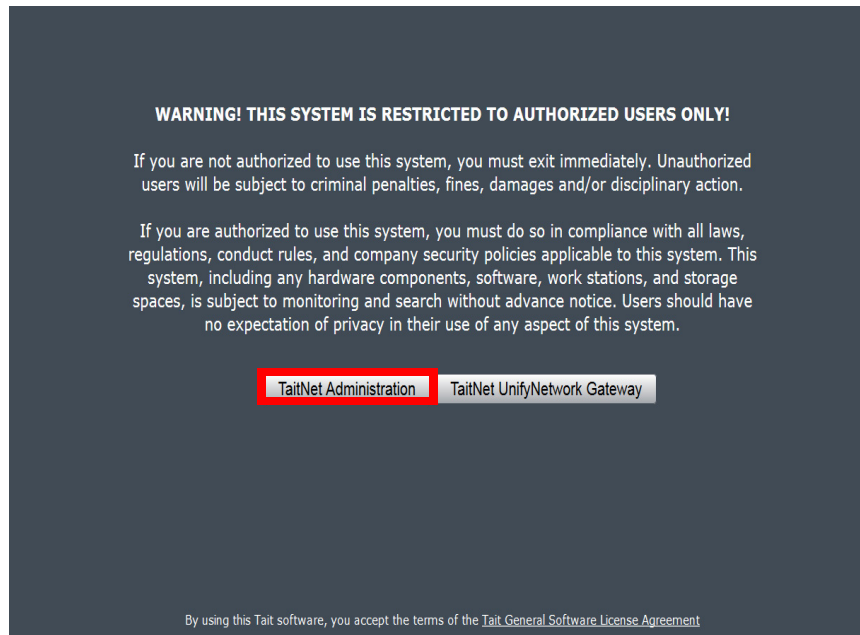 WARNING! THIS SYSTEM IS RESTRICTED TO AUTHORIZED USERS ONLY!
If you are not authorized to use this system, you must exit immediately. Unauthorized
users will be subject to criminal penalties, fines, damages and/or disciplinary action.
If you are authorized to use this system, you must do so in compliance with all laws,
regulations, conduct rules, and company security policies applicable to this system. This
system, including any hardware components, software, work stations, and storage
spaces, is subject to monitoring and search without advance notice. Users should have
no expectation of privacy in their use of any aspect of this system.
TaitNet Administration TaitNet UnifyNetwork Gateway
By using this Tait software, you accept the terms of the Tait General Software License Agreement